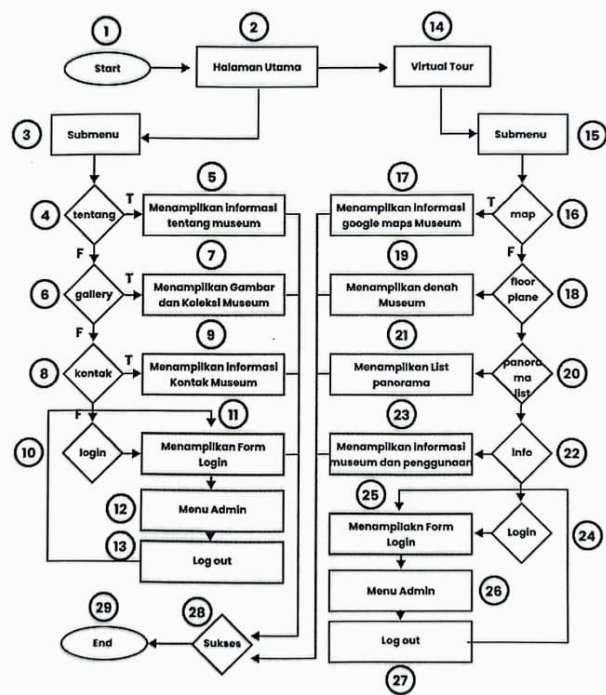 1
2
14
Start
Halaman Utama
Virtual Tour
3
Submenu
Submenu
15
5
17
4
tentang
T
Menampilkan informasi
tentang museum
Menampilkan informasi
google maps Museum
T
map
16
F
F
7
19
6
gallery
T
Menampilkan Gambar
dan Koleksi Museum
Menampilkan denah
Museum
floor
plane
18
F
9
21
8
kontak
T
Menampilkan informasi
Kontak Museum
Menampilkan List
panorama
panora
ma
list
20
F
11
23
10
login
Menampilkan Form
Login
Menampilkan informasi
museum dan penggunaan
info
22
12
Menu Admin
25
Menampilakn Form
Login
Login
24
13
Log out
Menu Admin
26
29
28
End
Sukses
Log out
27